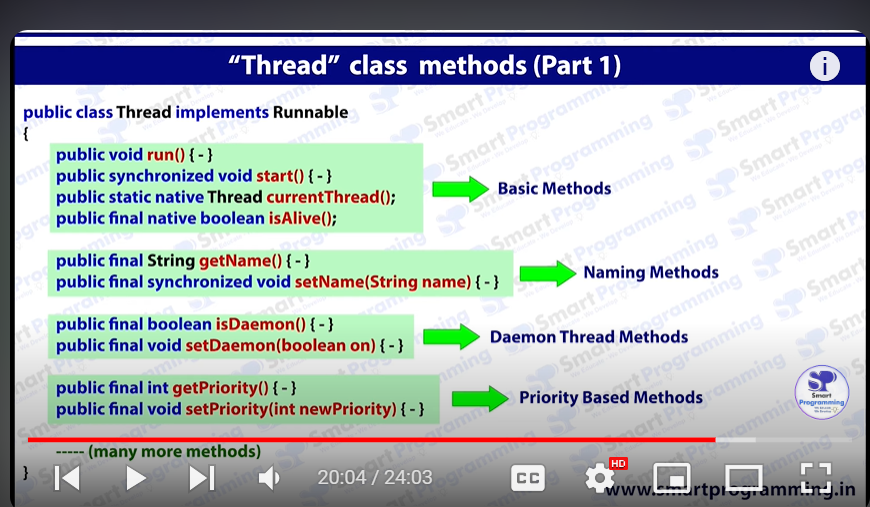 “Thread” class methods (Part 1)
i
public class Thread implements Runnable
{
public void run() { - }
public synchronized void start() { - }
public static native Thread currentThread();
public final native boolean isAlive();
Basic Methods
public final String getName() { - }
public final synchronized void setName(String name) { - }
Naming Methods
public final boolean isDaemon() { - }
public final void setDaemon(boolean on) { - }
Daemon Thread Methods
public final int getPriority() { - }
public final void setPriority(int newPriority) { - }
Priority Based Methods
Smart
Programming
----- (many more methods)
}
20:04 / 24:03
CC
HD
www.smartprogramming.in